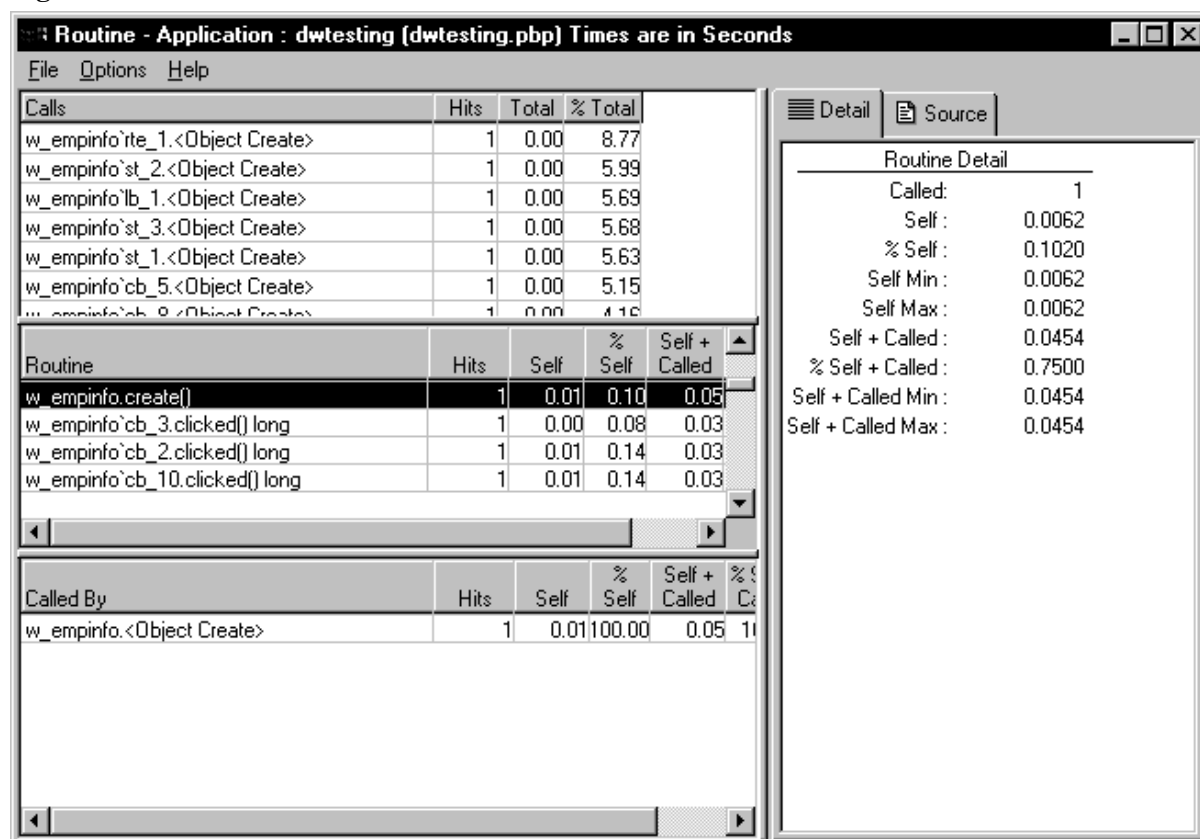 Routine - Application : dwtesting (dwtesting.pbp) Times are in Seconds
File Options Help
Calls Hits Total % Total
w_empinfo`rte_1.<Object Create> 1 0.00 8.77
w_empinfo`st_2.<Object Create> 1 0.00 5.99
w_empinfo`lb_1.<Object Create> 1 0.00 5.69
w_empinfo`st_3.<Object Create> 1 0.00 5.68
w_empinfo`st_1.<Object Create> 1 0.00 5.63
w_empinfo`cb_5.<Object Create> 1 0.00 5.15
Routine Hits Self % Self Self + Called
w_empinfo.create() 1 0.01 0.10 0.05
w_empinfo`cb_3.clicked() long 1 0.00 0.08 0.03
w_empinfo`cb_2.clicked() long 1 0.01 0.14 0.03
w_empinfo`cb_10.clicked() long 1 0.01 0.14 0.03
Called By Hits Self % Self Self + Called
w_empinfo.<Object Create> 1 0.01 100.00 0.05
Detail Source
Routine Detail
Called: 1
Self : 0.0062
% Self : 0.1020
Self Min : 0.0062
Self Max : 0.0062
Self + Called : 0.0454
% Self + Called : 0.7500
Self + Called Min : 0.0454
Self + Called Max : 0.0454